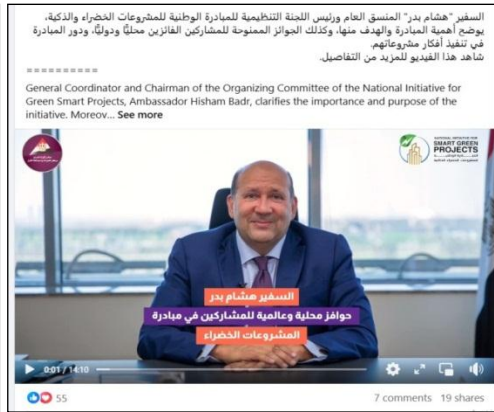 السفير "هشام بدر" المنسق العام ورئيس اللجنة التنظيمية للمبادرة الوطنية للمشروعات الخضراء والذكية،
يوضح أهمية المبادرة والهدف منها، وكذلك الجوائز الممنوحة للمشاركين الفائزين محليًا ودوليًا، ودور المبادرة
في تنفيذ أفكار مشروعاتهم.
شاهد هذا الفيديو للمزيد من التفاصيل.
==========
General Coordinator and Chairman of the Organizing Committee of the National Initiative for
Green Smart Projects, Ambassador Hisham Badr, clarifies the importance and purpose of the
initiative. Moreov... See more
NATIONAL INITIATIVE FOR
SMART GREEN
PROJECTS
السفير هشام بدر
حوافز محلية وعالمية للمشاركين في مبادرة
المشروعات الخضراء
0:01 / 14:10
55
7 comments 19 shares